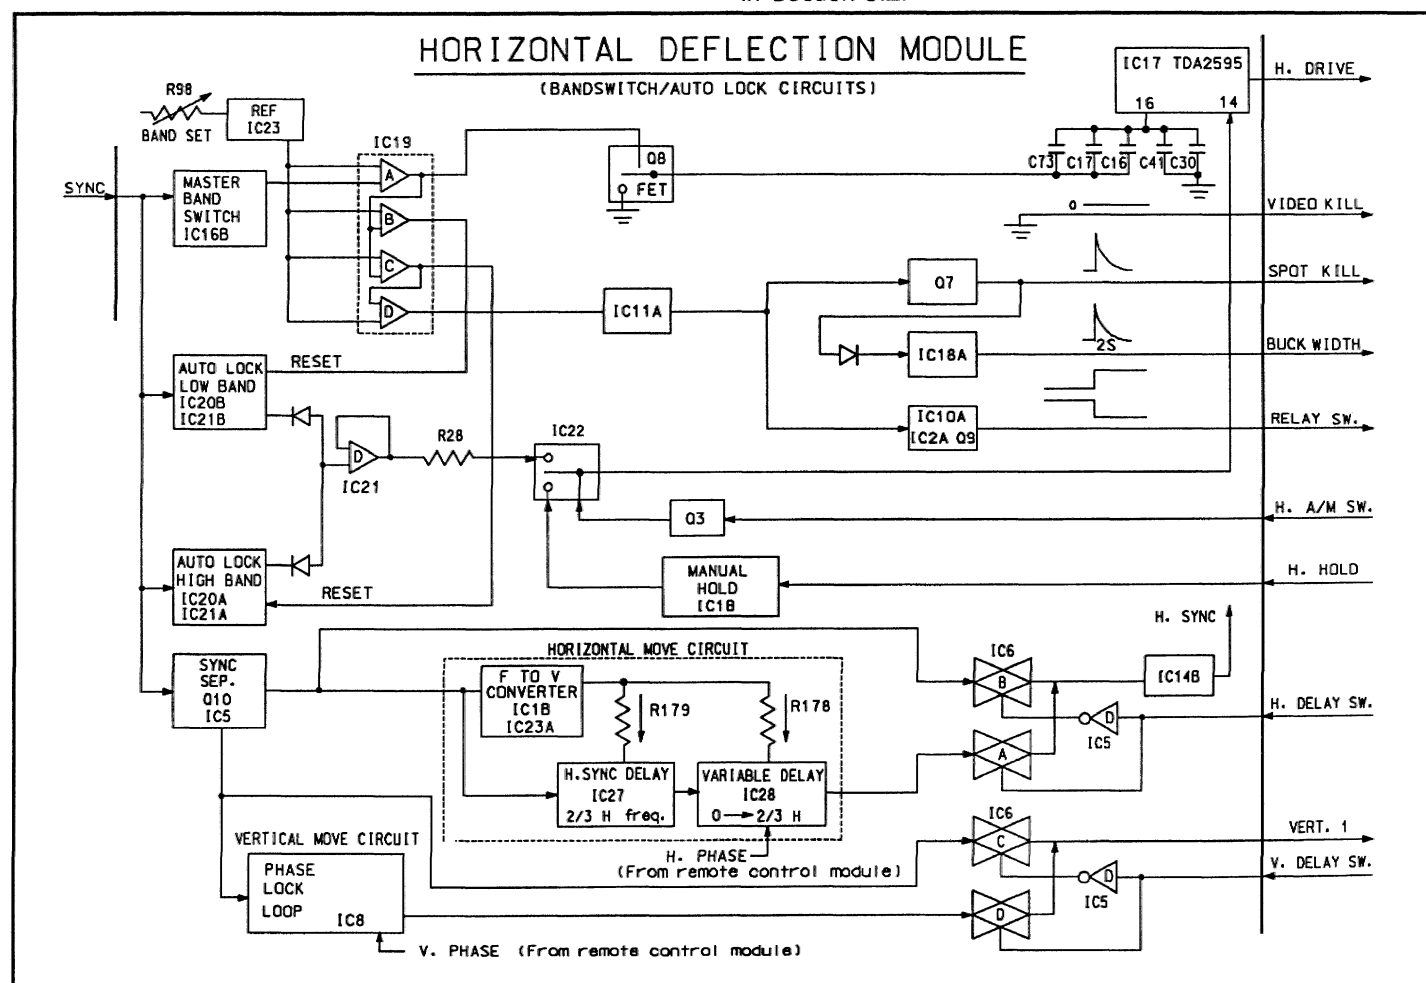 HORIZONTAL DEFLECTION MODULE
(BANDSWITCH/AUTO LOCK CIRCUITS)
IC17 TDA2595
16 14
H. DRIVE
R98
BAND SET
REF
IC23
IC19
A
B
C
D
SYNC
MASTER
BAND
SWITCH
IC16B
Q8
FET
C73 C17 C16 C41 C30
0
VIDEO KILL
Q7
SPOT KILL
IC11A
IC18A
2S
BUCK WIDTH
IC10A
IC2A Q9
RELAY SW.
AUTO LOCK
LOW BAND
IC20B
IC21B
RESET
D
IC21
R28
IC22
Q3
H. A/M SW.
AUTO LOCK
HIGH BAND
IC20A
IC21A
RESET
MANUAL
HOLD
IC1B
H. HOLD
H. SYNC
SYNC
SEP.
Q10
IC5
HORIZONTAL MOVE CIRCUIT
F TO V
CONVERTER
IC1B
IC23A
R179
R178
H.SYNC DELAY
IC27
2/3 H freq.
VARIABLE DELAY
IC28
0 → 2/3 H
H. PHASE
(From remote control module)
IC6
B
IC14B
D
IC5
H. DELAY SW.
A
IC6
C
VERT. 1
D
IC5
V. DELAY SW.
D
VERTICAL MOVE CIRCUIT
PHASE
LOCK
LOOP
IC8
V. PHASE (From remote control module)